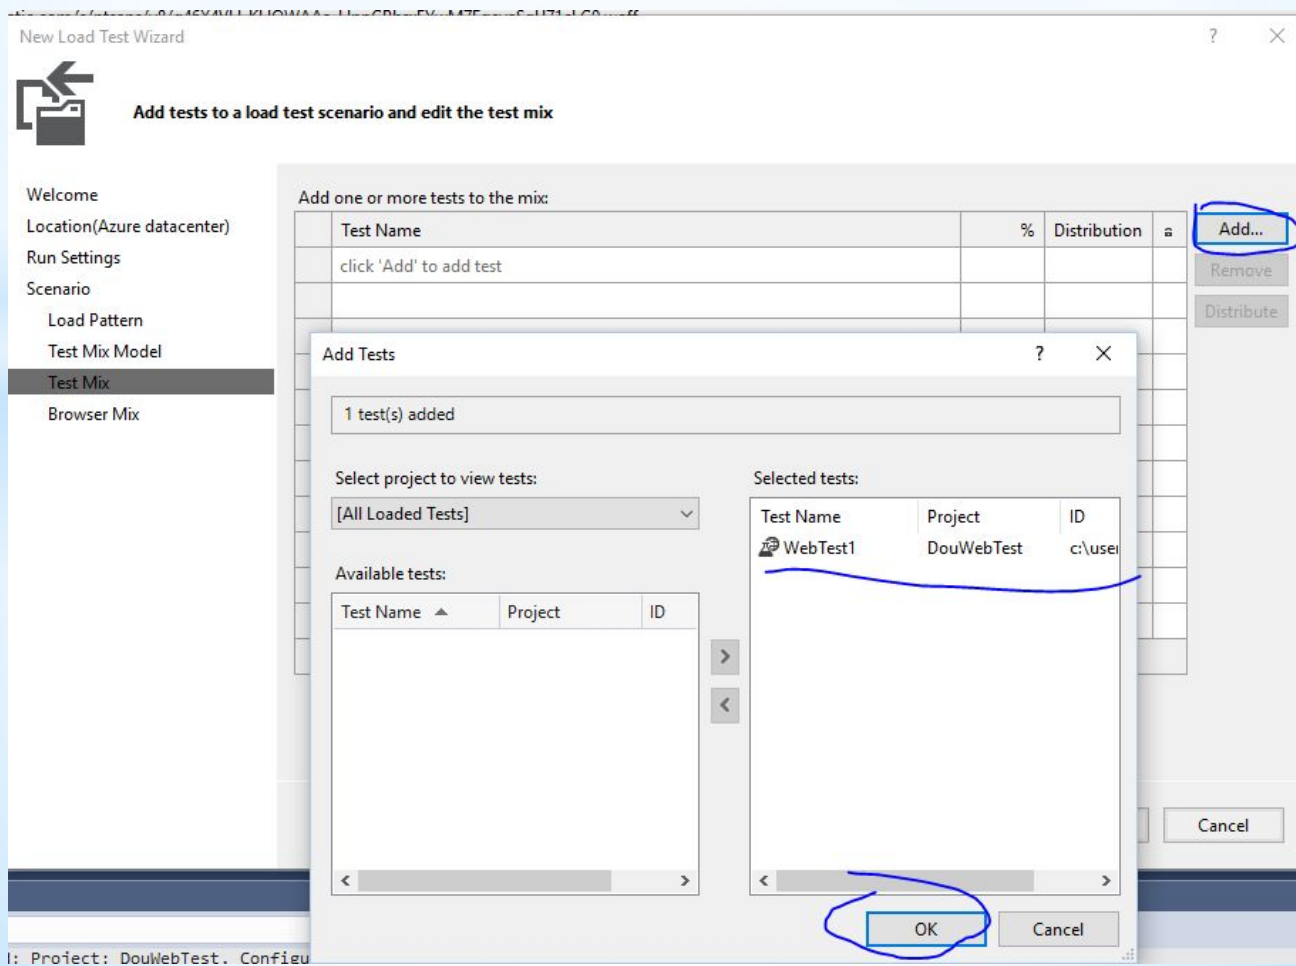 New Load Test Wizard
?
Add tests to a load test scenario and edit the test mix
Welcome
Location(Azure datacenter)
Run Settings
Scenario
Load Pattern
Test Mix Model
Test Mix
Browser Mix
Add one or more tests to the mix:
Test Name % Distribution
click 'Add' to add test
Add...
Remove
Distribute
Add Tests
?
1 test(s) added
Select project to view tests:
[All Loaded Tests]
Available tests:
Test Name Project ID
Selected tests:
Test Name Project ID
WebTest1 DouWebTest c:\user
OK Cancel
Cancel
Project: DouWebTest, Configu